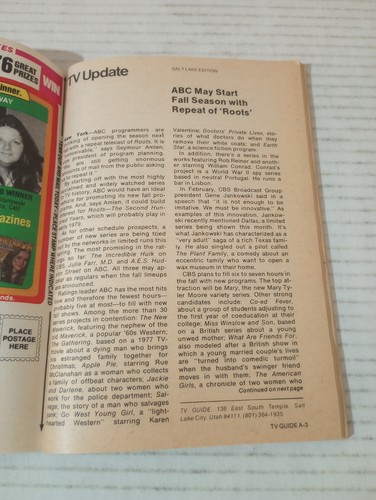 ES
76 GREAT
PRIZES
WIN
inner.
WAY
D WINNER
azines
nds.
PLACE
POSTAGE
HERE
TV Update
SALT LAKE EDITION
ABC May Start
Fall Season with
Repeat of ‘Roots’
New York—ABC programmers are
thinking of opening the season next
with a repeat telecast of Roots. It is
remarkable," says Seymour Amlen,
vice president of program planning.
are still getting enormous
amounts of mail from the public asking
to repeat it."
By starting off with the most highly
acclaimed, and widely watched series
TV history, ABC would have an ideal
vehicle for promoting its new fall pro-
grams. And, says Amlen, it could build
demand for Roots—The Second Hun-
Years, which will probably play in
1979.
As for other schedule prospects, a
number of new series are being tried
by the networks in limited runs this
spring. The most promising in the rat-
so far: The Incredible Hulk on
CBS, Julie Farr, M.D. and A.E.S. Hud-
Street on ABC. All three may ap-
pear as regulars when the fall lineups
are announced.
Ratings leader ABC has the most hits
and therefore the fewest hours—
probably five at most—to fill with new
shows. Among the more than 30
series projects in contention: The New
Maverick, featuring the nephew of the
old Maverick, a popular '60s Western;
The Gathering, based on a 1977 TV-
movie about a dying man who brings
his estranged family together for
Christmas; Apple Pie, starring Rue
McClanahan as a woman who collects
a family of offbeat characters; Jackie
and Darlene, about two women who
work for the police department; Sal-
vage, the story of a man who salvages
junk; Go West Young Girl, a "light-
hearted Western" starring Karen
Valentine; Doctors' Private Lives, sto-
ries of what doctors do when they
remove their white coats; and Earth
Star, a science fiction program.
In addition, there's a series in the
works featuring Rob Reiner and anoth-
er starring William Conrad. Conrad's
project is a World War II spy series
based in neutral Portugal. He runs a
bar in Lisbon.
In February, CBS Broadcast Group
president Gene Jankowski said in a
speech that "it is not enough to be
imitative. We must be innovative." As
examples of this innovation, Jankow-
ski recently mentioned Dallas, a limited
series being shown this month. It's
what Jankowski has characterized as a
"very adult" saga of a rich Texas fami-
ly. He also singled out a pilot called
The Plant Family, a comedy about an
eccentric family who want to open a
wax museum in their home.
CBS plans to fill six to seven hours in
the fall with new programs. The top at-
traction will be Mary, the new Mary Ty-
ler Moore variety series. Other strong
candidates include: Co-ed Fever,
about a group of students adjusting to
the first year of coeducation at their
college; Miss Winslow and Son, based
on a British series about a young
unwed mother; What Are Friends For,
also modeled after a British show in
which a young married couple's lives
are "turned into comedic turmoil"
when the husband's swinger friend
moves in with them; The American
Girls, a chronicle of two women who
Continued on next page
TV GUIDE, 136 East South Temple, Salt
Lake City, Utah 84111. (801) 364-1935.
TV GUIDE A-3